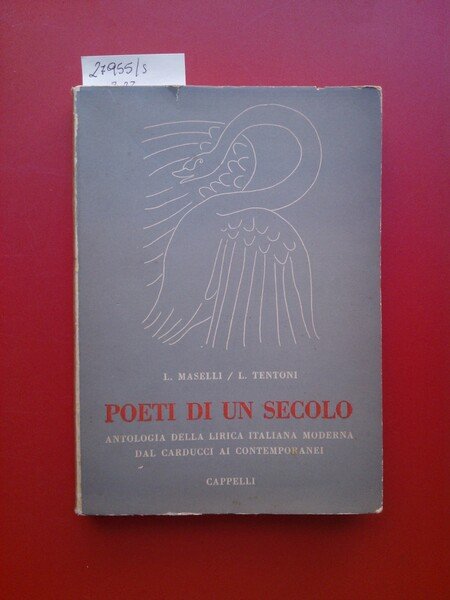 27955/s
L. MASELLI / L. TENTONI
POETI DI UN SECOLO
ANTOLOGIA DELLA LIRICA ITALIANA MODERNA
DAL CARDUCCI AI CONTEMPORANEI
CAPPELLI